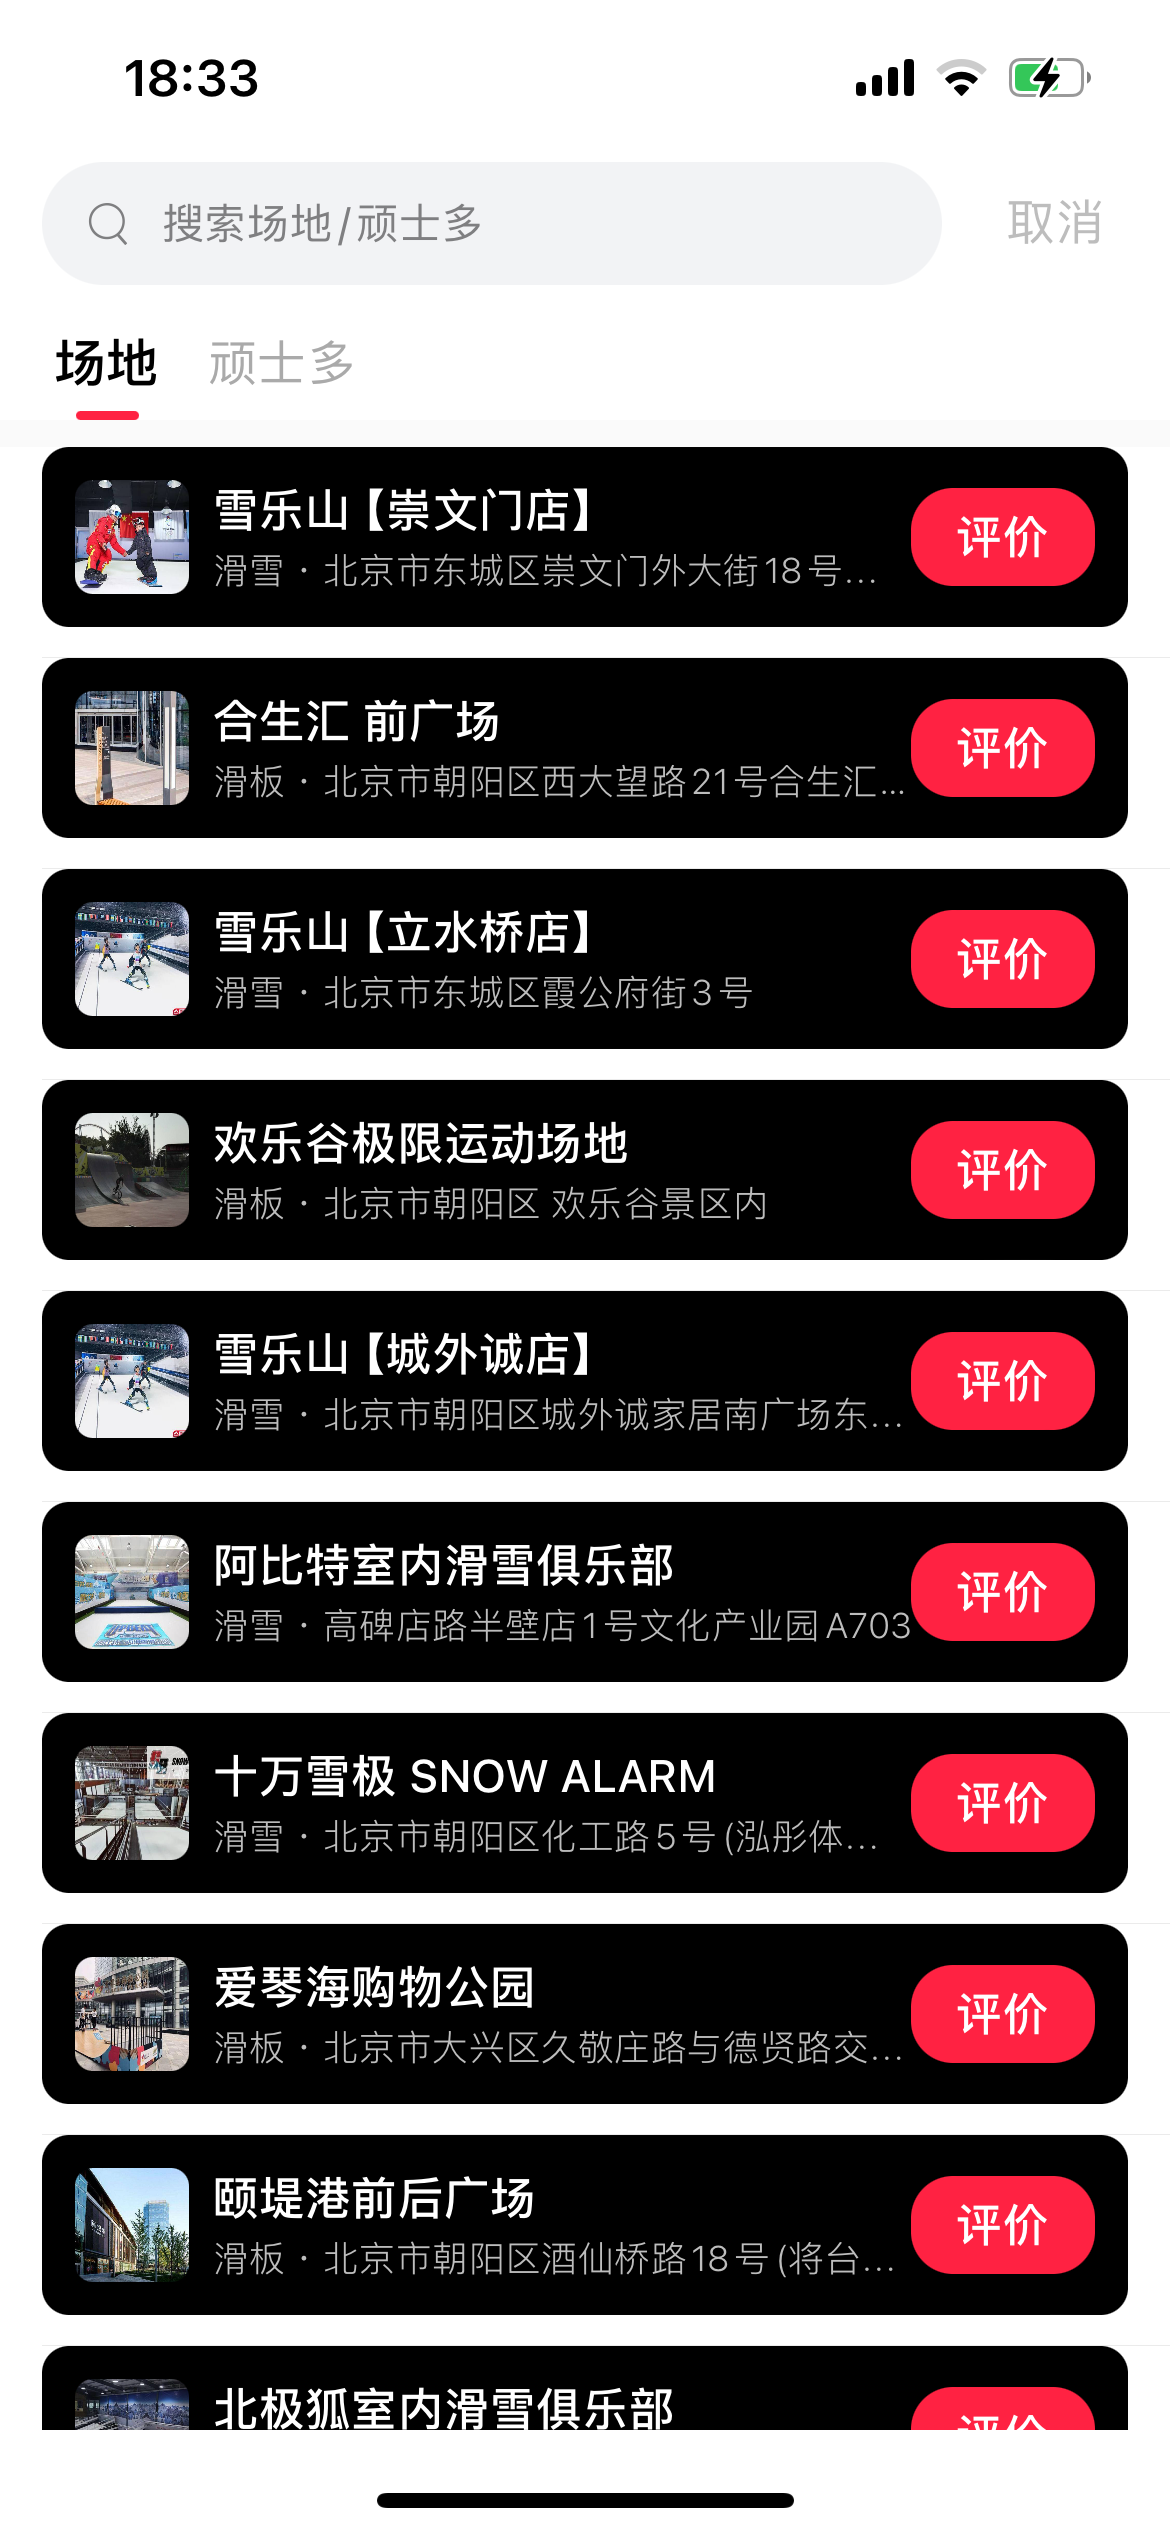 18:33
搜索场地/顽士多
取消
场地
顽士多
雪乐山【崇文门店】
滑雪 · 北京市东城区崇文门外大街18号...
评价
合生汇 前广场
滑板 · 北京市朝阳区西大望路21号合生汇...
评价
雪乐山【立水桥店】
滑雪 · 北京市东城区霞公府街3号
评价
欢乐谷极限运动场地
滑板 · 北京市朝阳区 欢乐谷景区内
评价
雪乐山【城外诚店】
滑雪 · 北京市朝阳区城外诚家居南广场东...
评价
阿比特室内滑雪俱乐部
滑雪 · 高碑店路半壁店1号文化产业园A703
评价
十万雪极 SNOW ALARM
滑雪 · 北京市朝阳区化工路5号(泓彤体...
评价
爱琴海购物公园
滑板 · 北京市大兴区久敬庄路与德贤路交...
评价
颐堤港前后广场
滑板 · 北京市朝阳区酒仙桥路18号(将台...
评价
北极狐室内滑雪俱乐部
评价